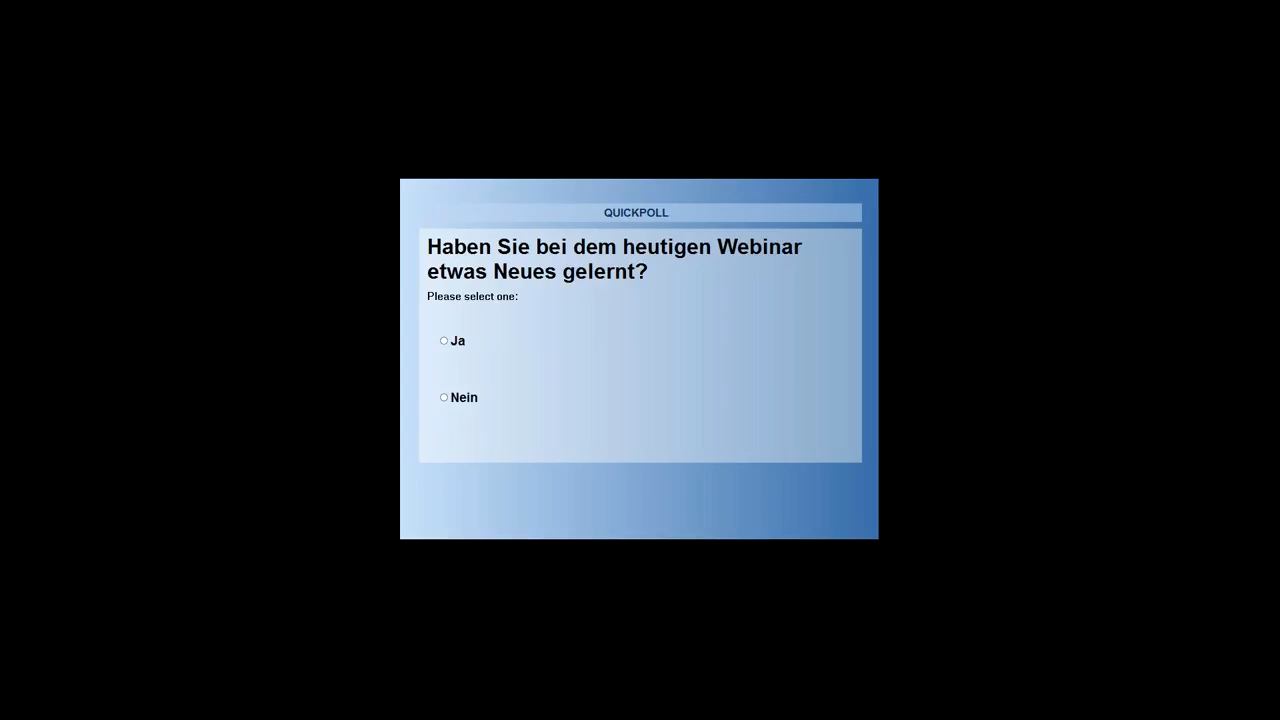 QUICKPOLL
Haben Sie bei dem heutigen Webinar
etwas Neues gelernt?
Please select one:
Ja
Nein